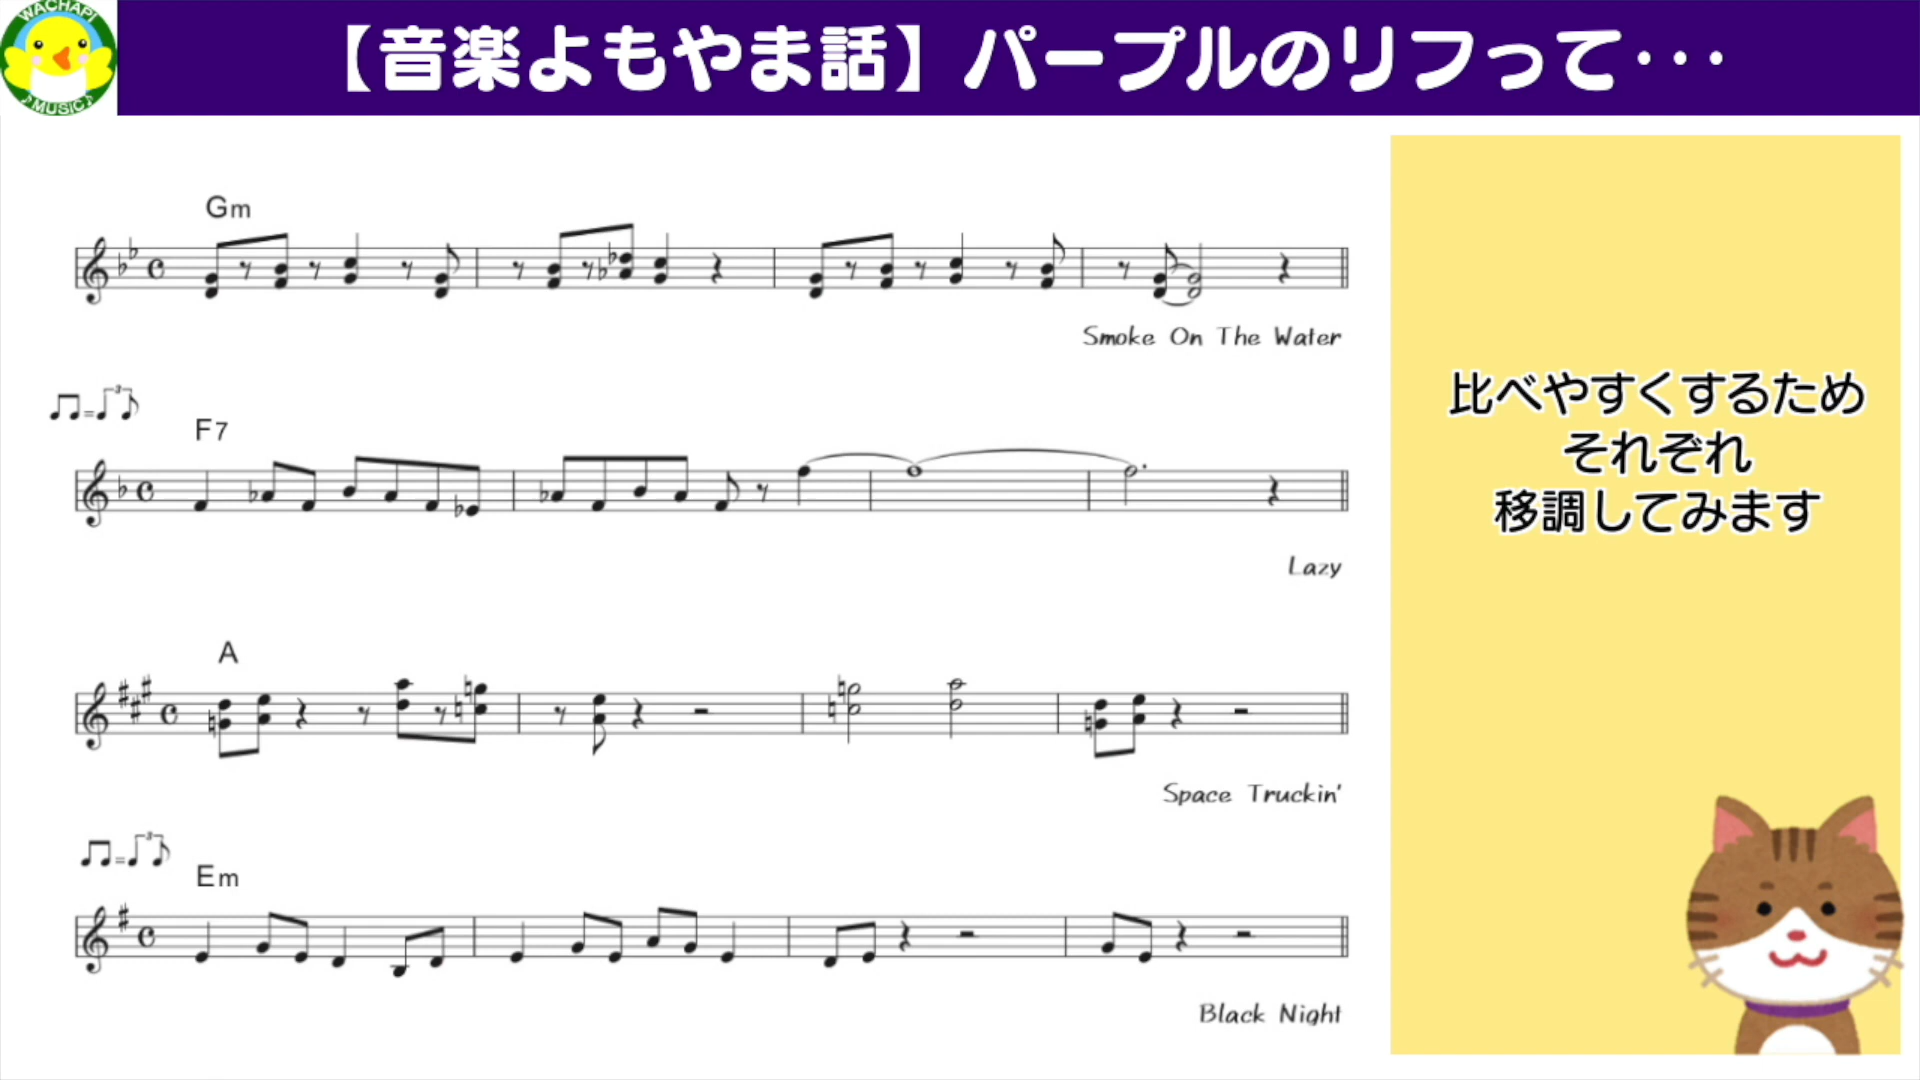 WACHAPI
♪MUSIC♪
【音楽よもやま話】パープルのリフって・・・
Gm
Smoke On The Water
3
F7
Lazy
A
Space Truckin'
3
Em
Black Night
比べやすくするため
それぞれ
移調してみます